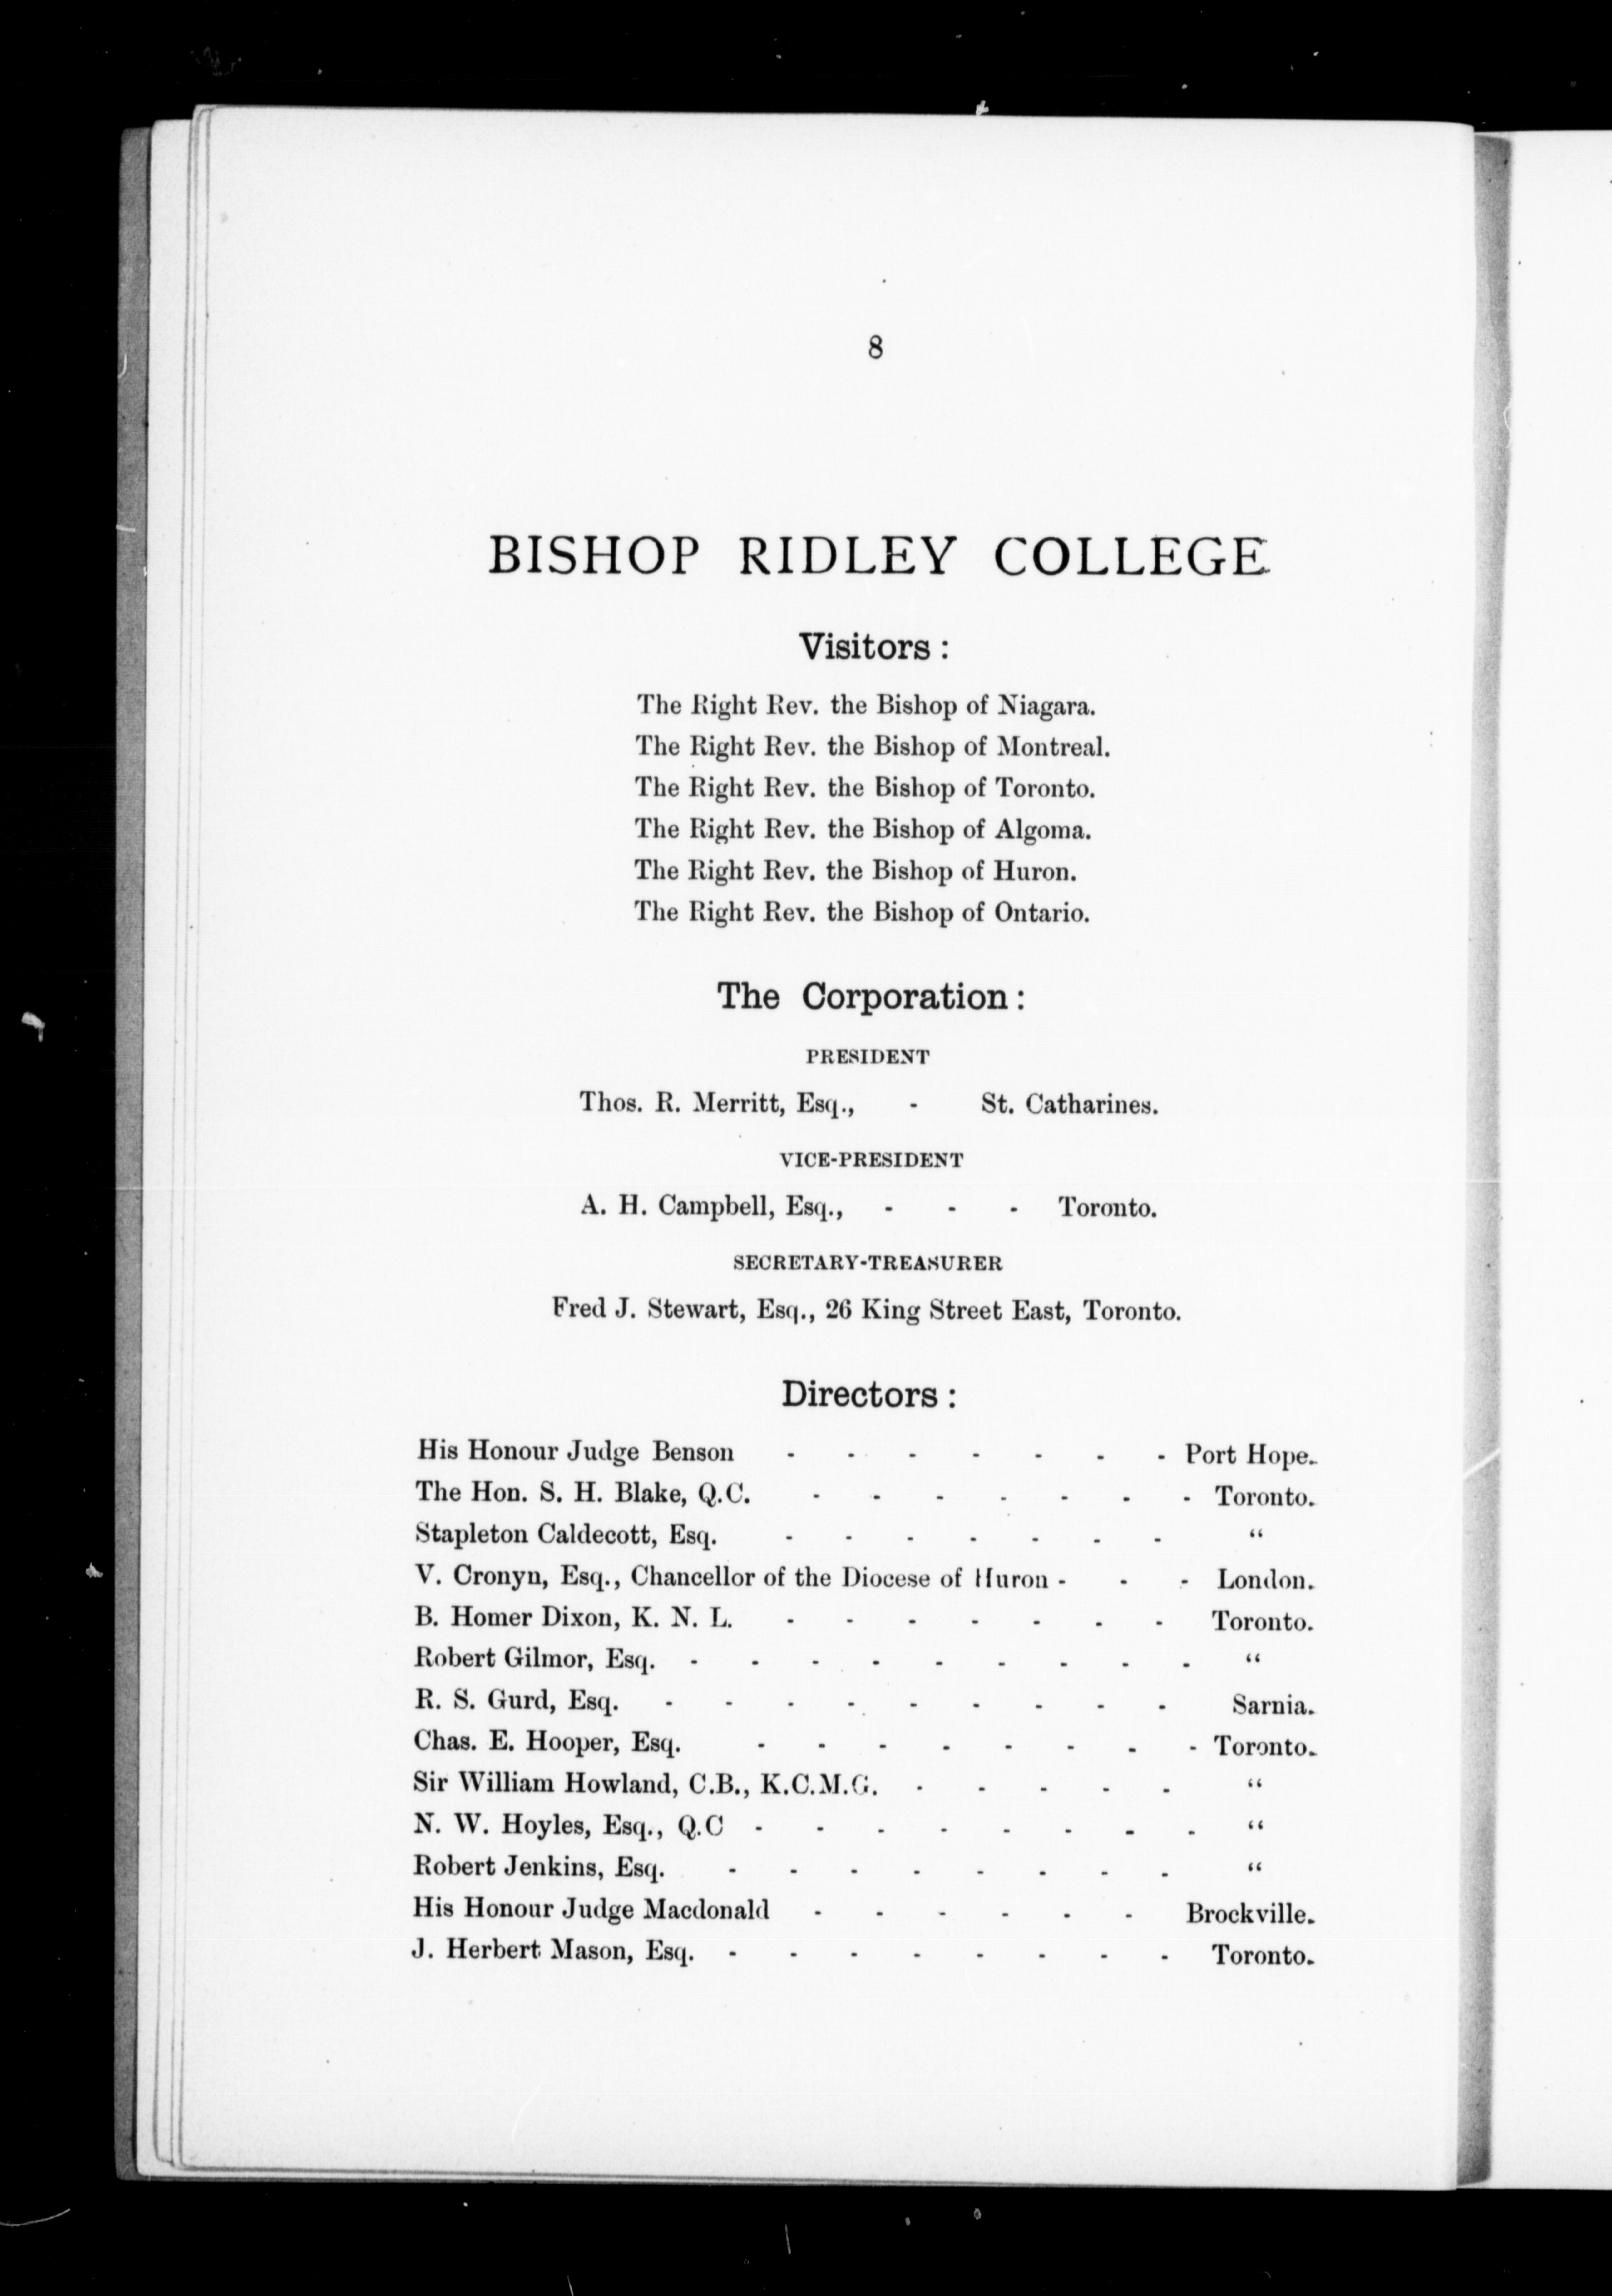 8
BISHOP RIDLEY COLLEGE
Visitors :
The Right Rev. the Bishop of Niagara.
The Right Rev. the Bishop of Montreal.
The Right Rev. the Bishop of Toronto.
The Right Rev. the Bishop of Algoma.
The Right Rev. the Bishop of Huron.
The Right Rev. the Bishop of Ontario.
The Corporation :
PRESIDENT
Thos. R. Merritt, Esq., - St. Catharines.
VICE-PRESIDENT
A. H. Campbell, Esq., - - - Toronto.
SECRETARY-TREASURER
Fred J. Stewart, Esq., 26 King Street East, Toronto.
Directors :
His Honour Judge Benson - - - - - - - Port Hope.
The Hon. S. H. Blake, Q.C. - - - - - - - Toronto.
Stapleton Caldecott, Esq. - - - - - - - “
V. Cronyn, Esq., Chancellor of the Diocese of Huron - - - London.
B. Homer Dixon, K. N. L. - - - - - - - Toronto.
Robert Gilmor, Esq. - - - - - - - - - “
R. S. Gurd, Esq. - - - - - - - - - Sarnia.
Chas. E. Hooper, Esq. - - - - - - - - Toronto.
Sir William Howland, C.B., K.C.M.G. - - - - - “
N. W. Hoyles, Esq., Q.C - - - - - - - - “
Robert Jenkins, Esq. - - - - - - - - “
His Honour Judge Macdonald - - - - - - Brockville.
J. Herbert Mason, Esq. - - - - - - - - Toronto.